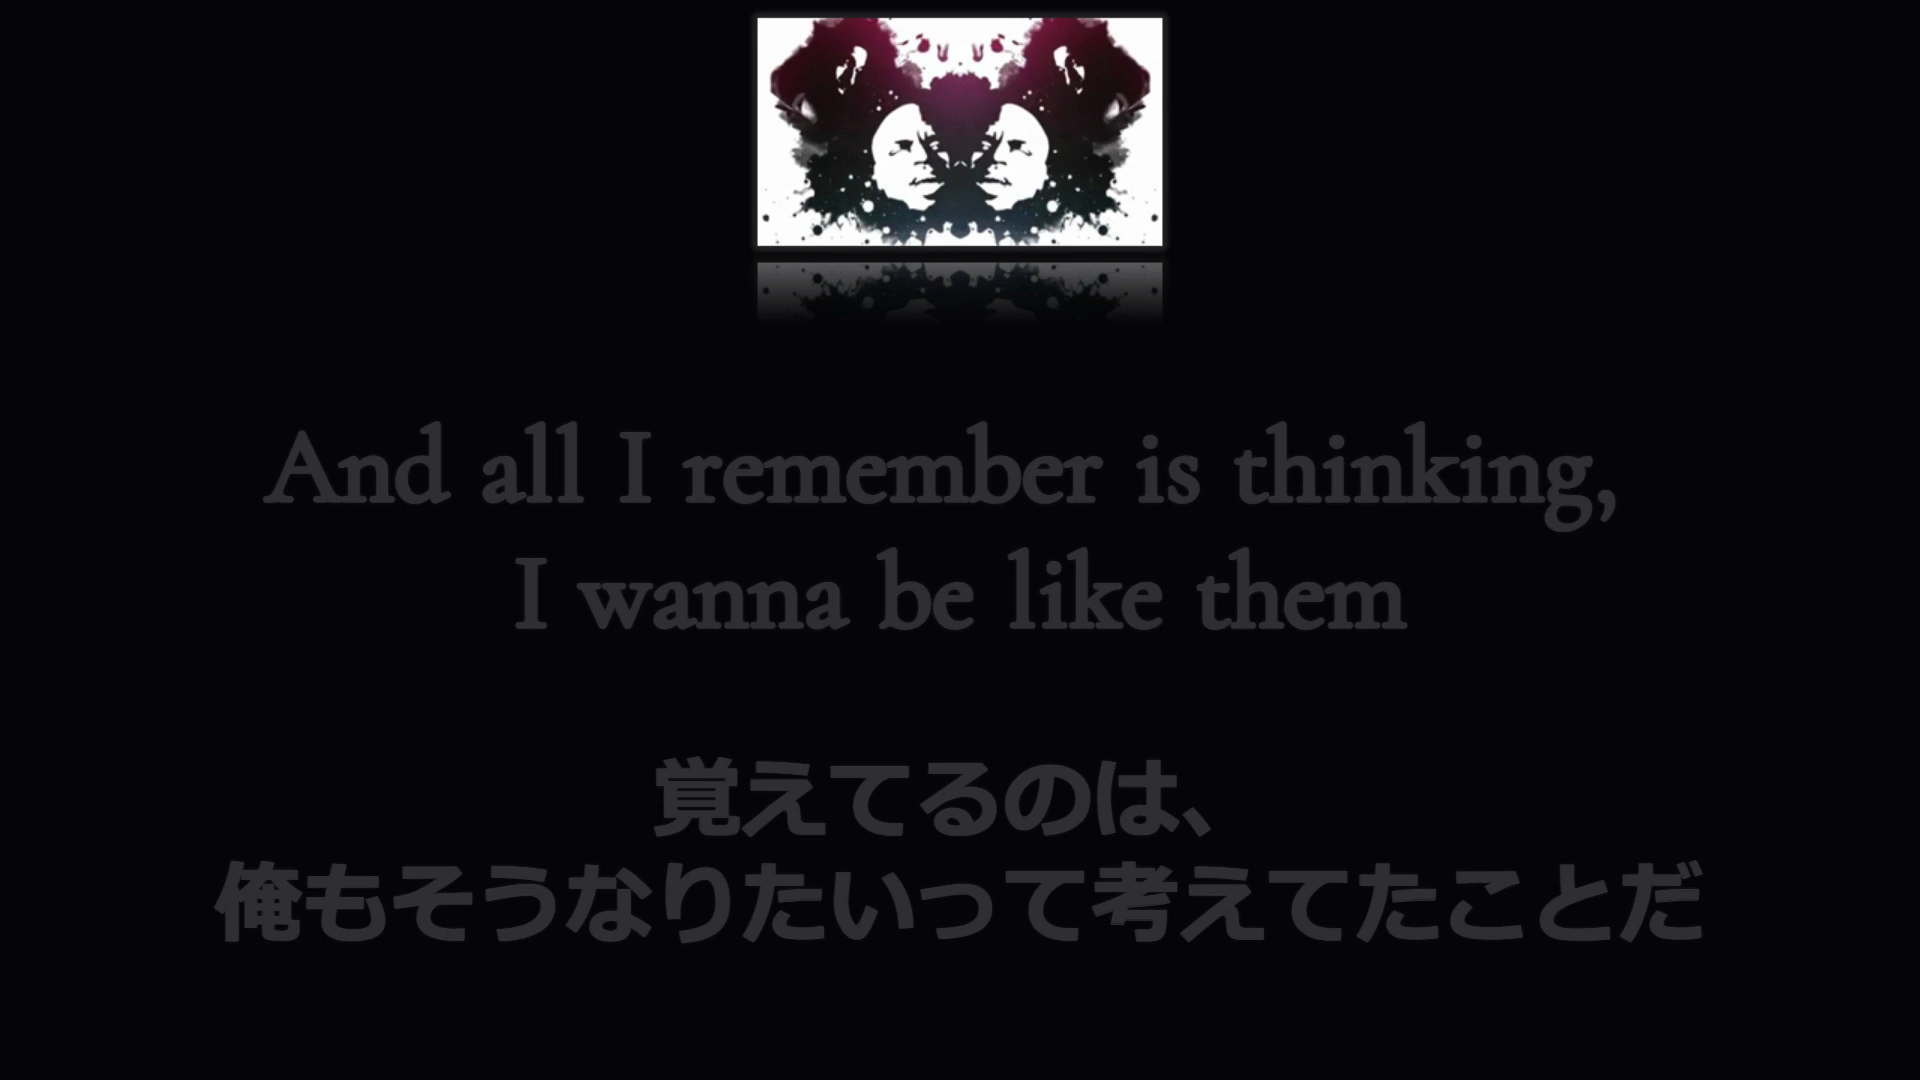 And all I remember is thinking,
I wanna be like them
覚えてるのは、
俺もそうなりたいって考えてたことだ